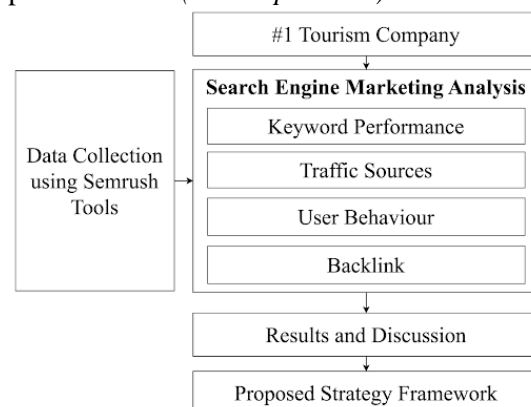 #1 Tourism Company
Search Engine Marketing Analysis
Keyword Performance
Traffic Sources
User Behaviour
Backlink
Data Collection
using Semrush
Tools
Results and Discussion
Proposed Strategy Framework